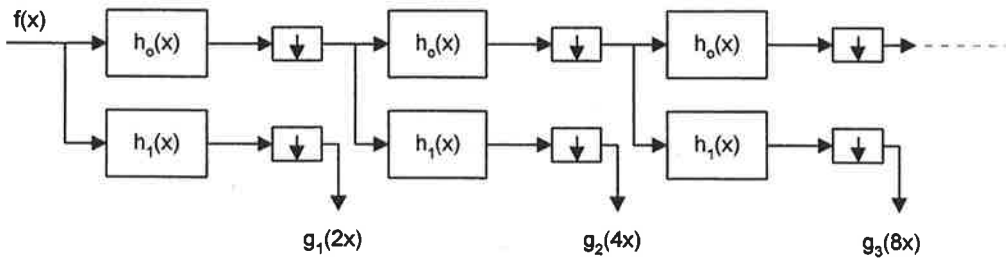 f(x)
h₀(x) h₀(x) h₀(x)
h₁(x) h₁(x) h₁(x)
g₁(2x) g₂(4x) g₃(8x)